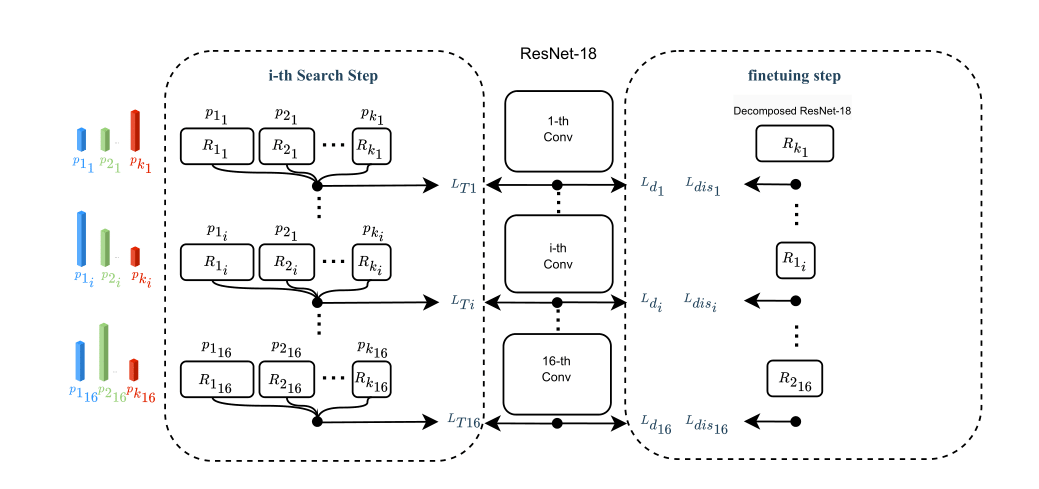 ResNet-18
i-th Search Step
finetuing step
p_{1_1} p_{2_1} p_{k_1}
1-th
Conv
Decomposed ResNet-18
R_{1_1} R_{2_1} ... R_{k_1}
R_{k_1}
p_{1_1} p_{2_1} .. p_{k_1}
L_{T1}
L_{d_1} L_{dis_1}
p_{1_i} p_{2_1} p_{k_i}
i-th
Conv
R_{1_i} R_{2_i} ... R_{k_i}
R_{1_i}
p_{1_i} p_{2_i} .. p_{k_i}
L_{Ti}
L_{d_i} L_{dis_i}
p_{1_{16}} p_{2_{16}} p_{k_{16}}
16-th
Conv
R_{1_{16}} R_{2_{16}} ... R_{k_{16}}
R_{2_{16}}
p_{1_{16}} p_{2_{16}} .. p_{k_{16}}
L_{T16}
L_{d_{16}} L_{dis_{16}}